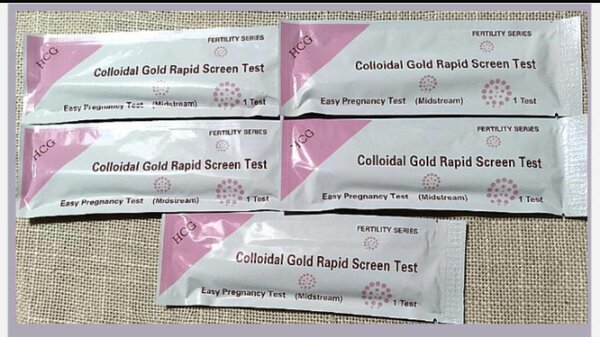 FERTILITY SERIES
HCG
Colloidal Gold Rapid Screen Test
Easy Pregnancy Test (Midstream) 1 Test
FERTILITY SERIES
HCG
Colloidal Gold Rapid Screen Test
Easy Pregnancy Test (Midstream) 1 Test
FERTILITY SERIES
HCG
Colloidal Gold Rapid Screen Test
Easy Pregnancy Test (Midstream) 1 Test
FERTILITY SERIES
HCG
Colloidal Gold Rapid Screen Test
Easy Pregnancy Test (Midstream) 1 Test
FERTILITY SERIES
HCG
Colloidal Gold Rapid Screen Test
Easy Pregnancy Test (Midstream) 1 Test